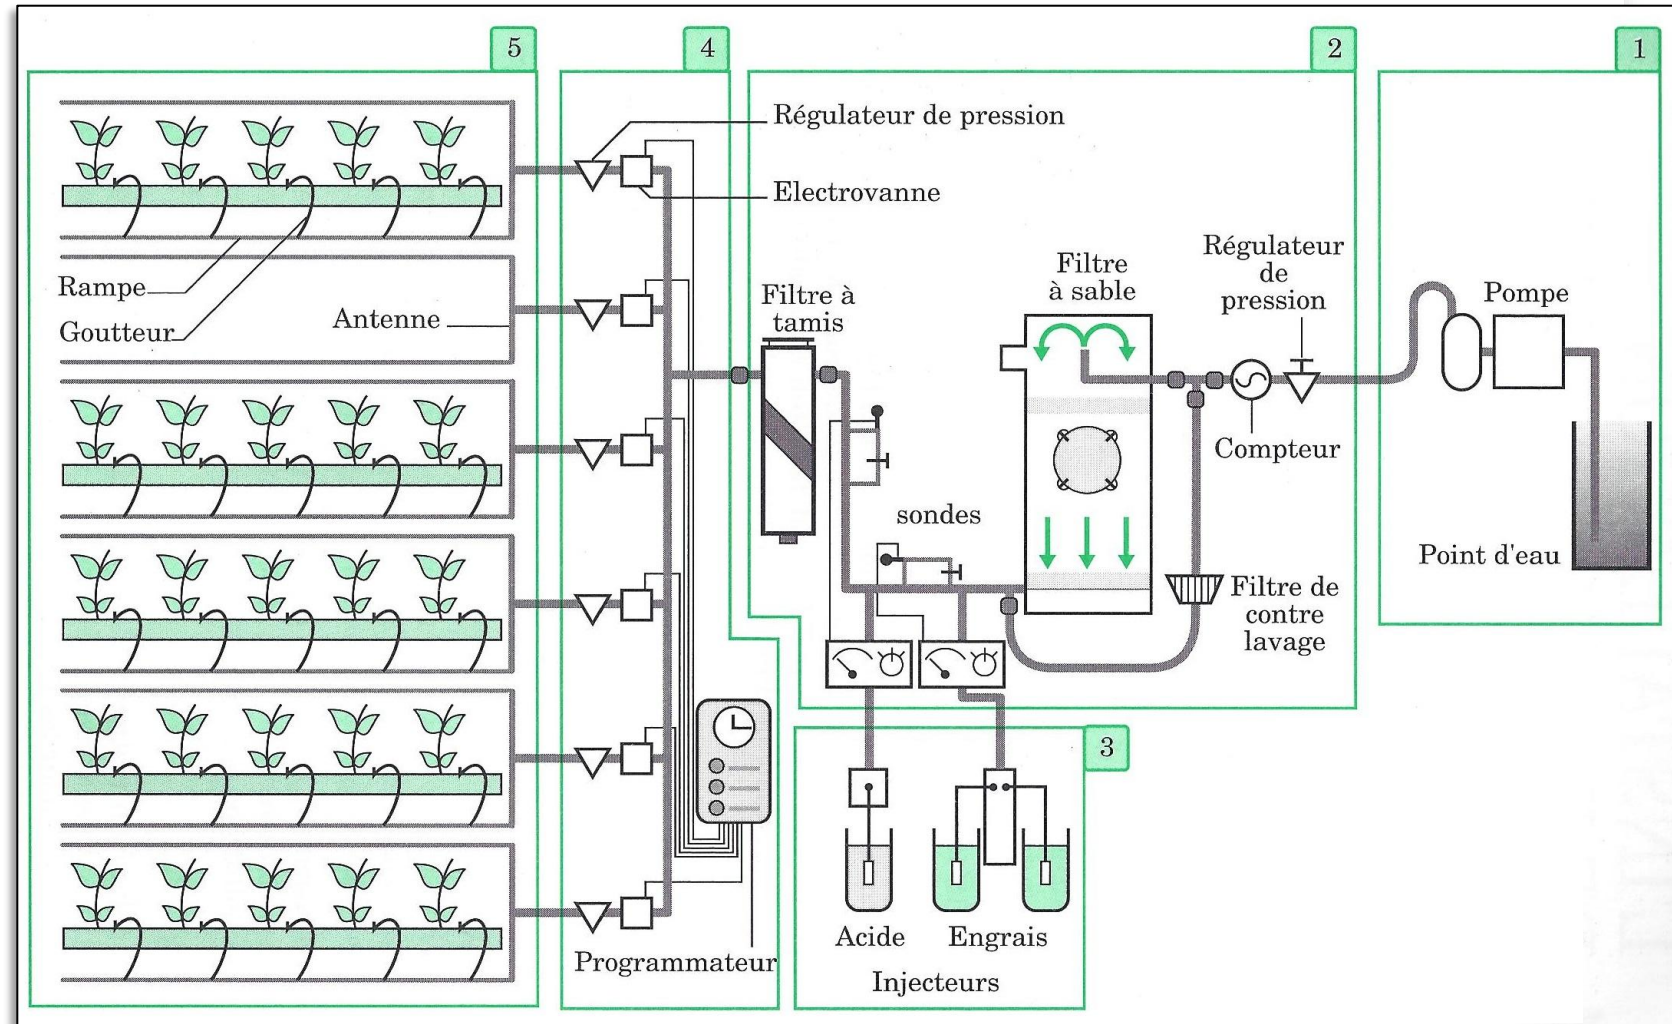 5
4
2
1
Régulateur de pression
Electrovanne
Rampe
Goutteur
Antenne
Filtre à
tamis
Filtre
à sable
Régulateur
de
pression
Pompe
Compteur
sondes
Point d'eau
Filtre de
contre
lavage
3
Acide
Engrais
Injecteurs
Programmateur